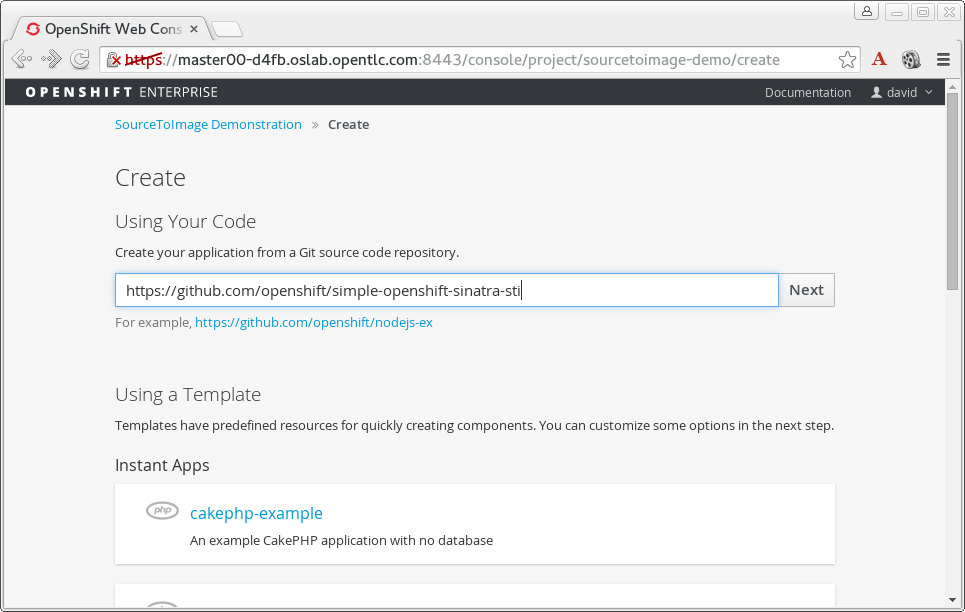 OpenShift Web Cons
https://master00-d4fb.oslab.opentlc.com:8443/console/project/sourcetoimage-demo/create
A
OPENSHIFT ENTERPRISE Documentation david
SourceToImage Demonstration » Create
Create
Using Your Code
Create your application from a Git source code repository.
https://github.com/openshift/simple-openshift-sinatra-sti Next
For example, https://github.com/openshift/nodejs-ex
Using a Template
Templates have predefined resources for quickly creating components. You can customize some options in the next step.
Instant Apps
php cakephp-example
An example CakePHP application with no database